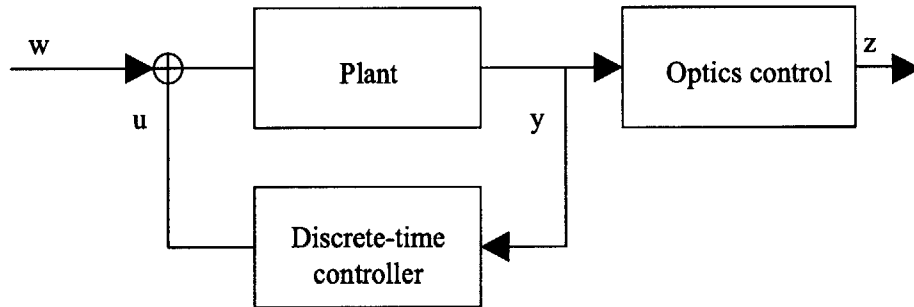 w
Plant
Optics control
z
u
y
Discrete-time
controller